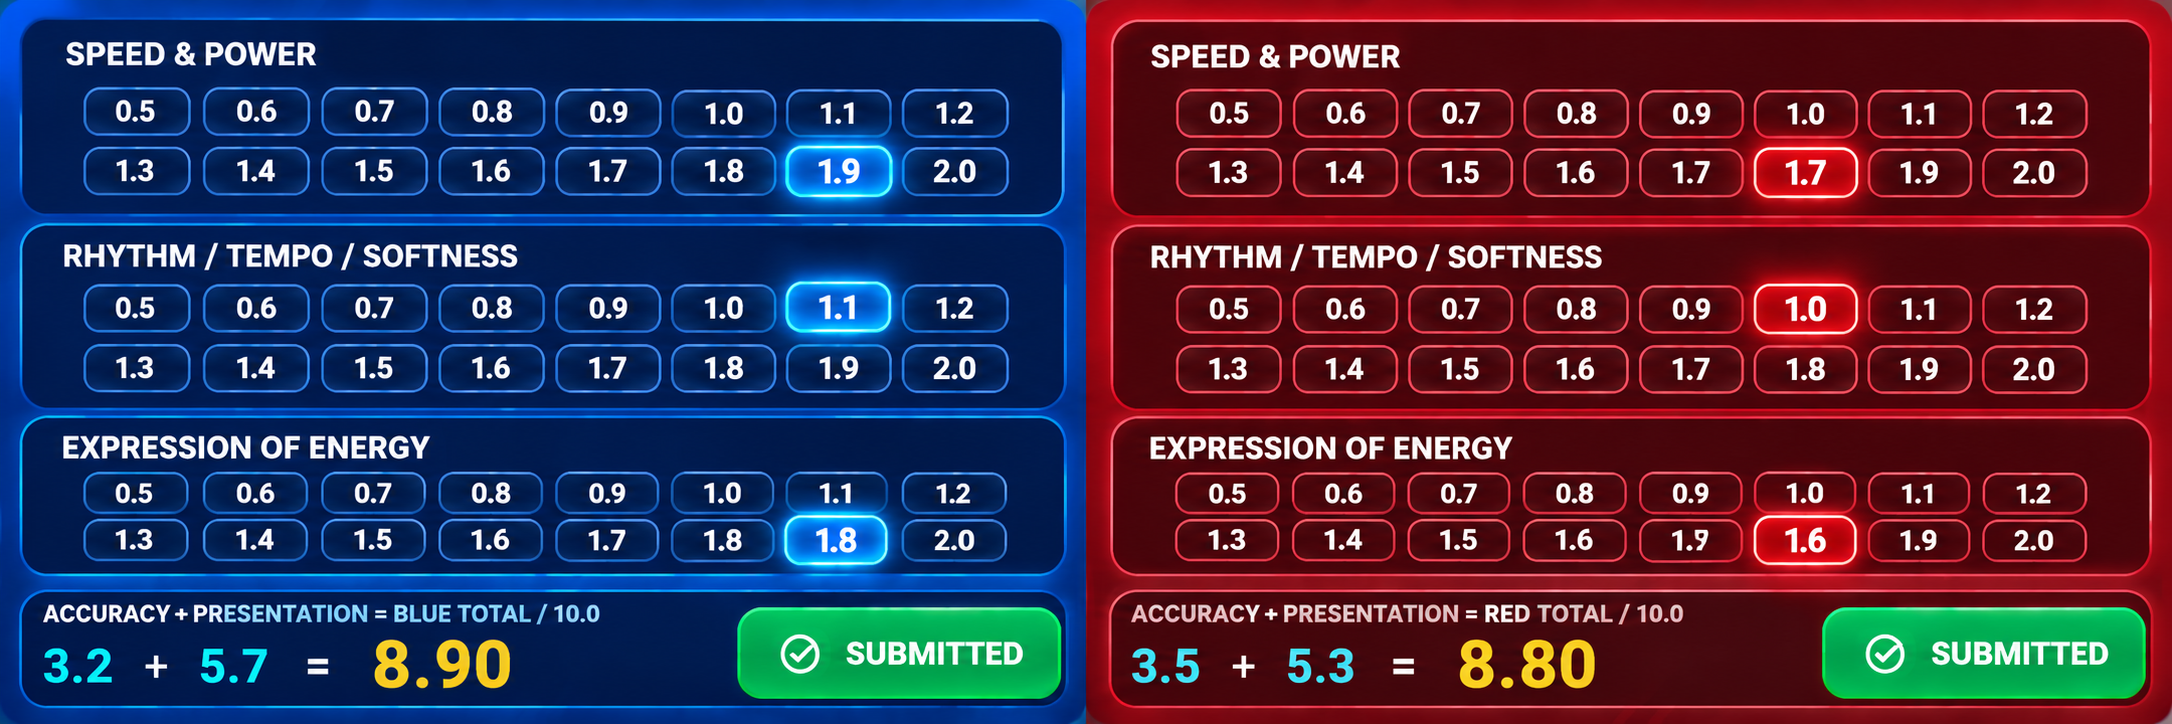 SPEED & POWER
0.5 0.6 0.7 0.8 0.9 1.0 1.1 1.2
1.3 1.4 1.5 1.6 1.7 1.8 1.9 2.0
RHYTHM / TEMPO / SOFTNESS
0.5 0.6 0.7 0.8 0.9 1.0 1.1 1.2
1.3 1.4 1.5 1.6 1.7 1.8 1.9 2.0
EXPRESSION OF ENERGY
0.5 0.6 0.7 0.8 0.9 1.0 1.1 1.2
1.3 1.4 1.5 1.6 1.7 1.8 1.8 2.0
ACCURACY + PRESENTATION = BLUE TOTAL / 10.0
3.2 + 5.7 = 8.90
SUBMITTED
SPEED & POWER
0.5 0.6 0.7 0.8 0.9 1.0 1.1 1.2
1.3 1.4 1.5 1.6 1.7 1.7 1.9 2.0
RHYTHM / TEMPO / SOFTNESS
0.5 0.6 0.7 0.8 0.9 1.0 1.1 1.2
1.3 1.4 1.5 1.6 1.7 1.8 1.9 2.0
EXPRESSION OF ENERGY
0.5 0.6 0.7 0.8 0.9 1.0 1.1 1.2
1.3 1.4 1.5 1.6 1.9 1.6 1.9 2.0
ACCURACY + PRESENTATION = RED TOTAL / 10.0
3.5 + 5.3 = 8.80
SUBMITTED